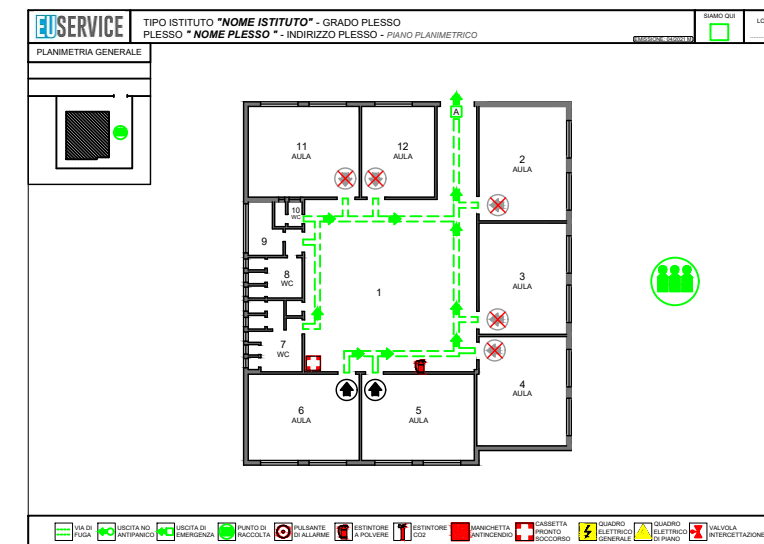 EUSERVICE
TIPO ISTITUTO "NOME ISTITUTO" - GRADO PLESSO
PLESSO " NOME PLESSO " - INDIRIZZO PLESSO - PIANO PLANIMETRICO
SIAMO QUI
LO
PLANIMETRIA GENERALE
A
11
AULA
12
AULA
2
AULA
10
WC
9
8
WC
3
AULA
1
7
WC
6
AULA
5
AULA
4
AULA
VIA DI
FUGA
USCITA NO
ANTIPANICO
USCITA DI
EMERGENZA
PUNTO DI
RACCOLTA
PULSANTE
DI ALLARME
ESTINTORE
A POLVERE
ESTINTORE
CO2
MANICHETTA
ANTINCENDIO
CASSETTA
PRONTO
SOCCORSO
QUADRO
ELETTRICO
GENERALE
QUADRO
ELETTRICO
DI PIANO
VALVOLA
INTERCETTAZIONE